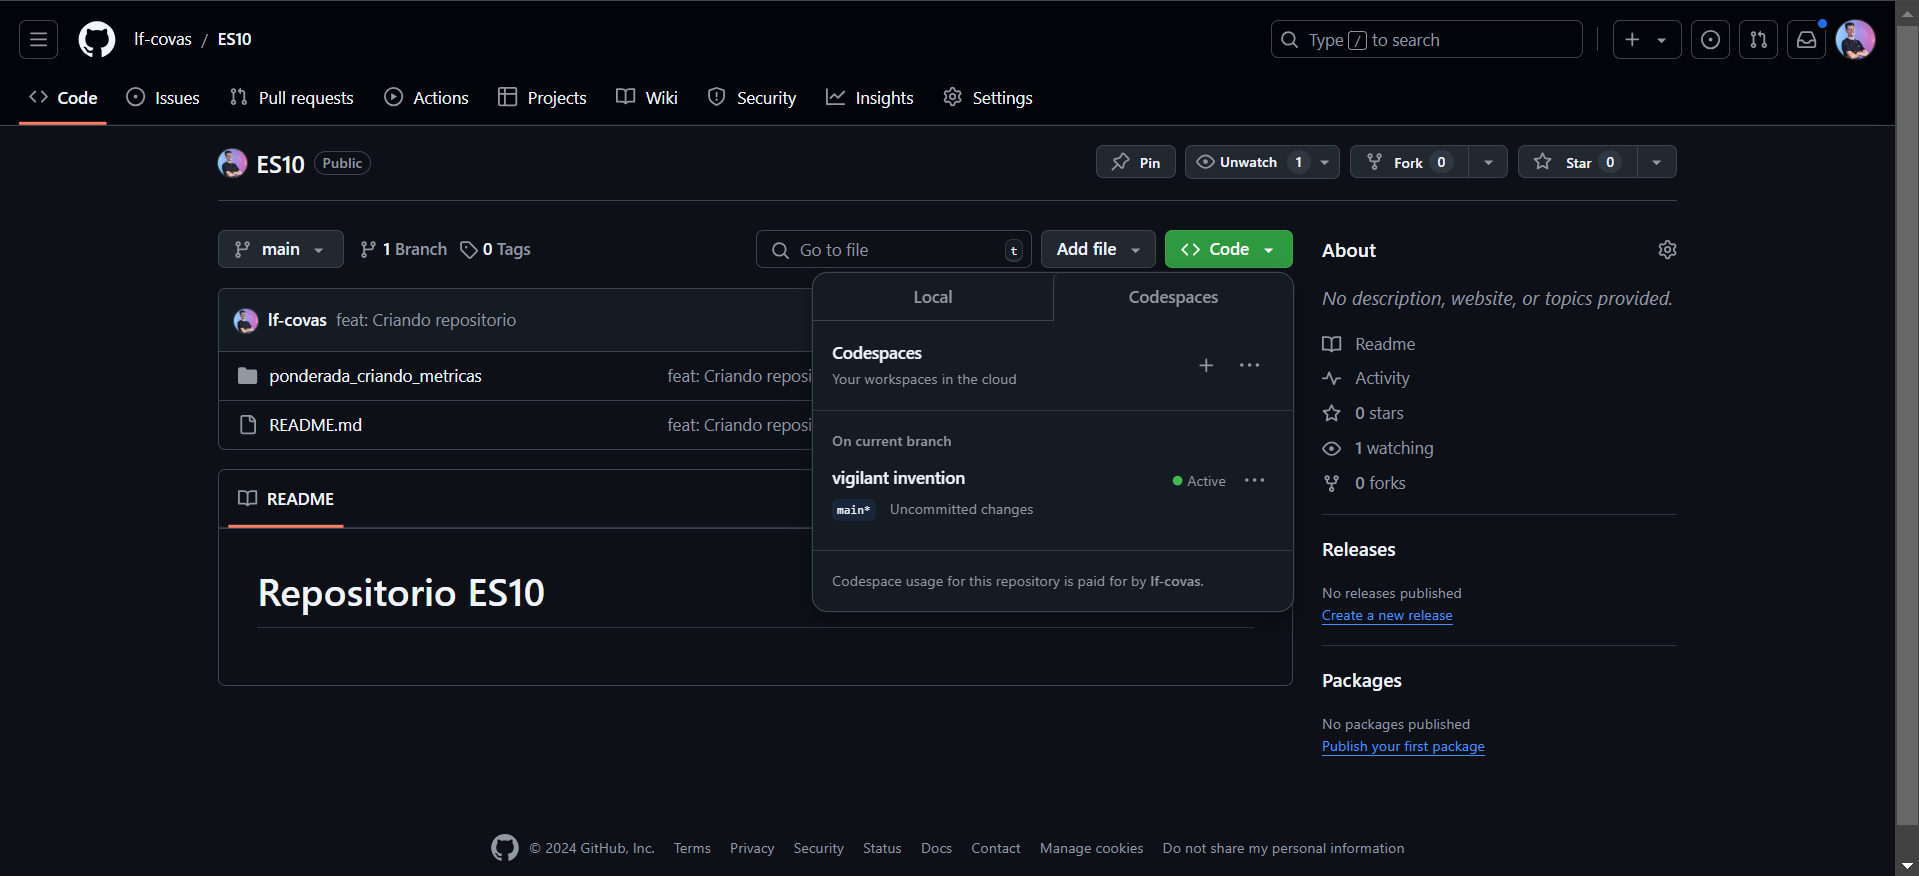 lf-covas / ES10
Type / to search
Code Issues Pull requests Actions Projects Wiki Security Insights Settings
ES10 Public
Pin Unwatch 1 Fork 0 Star 0
main 1 Branch 0 Tags
Go to file t Add file Code
Local Codespaces
Codespaces
Your workspaces in the cloud
On current branch
vigilant invention Active
main* Uncommitted changes
Codespace usage for this repository is paid for by lf-covas.
lf-covas feat: Criando repositorio
ponderada_criando_metricas feat: Criando reposi
README.md feat: Criando reposi
README
Repositorio ES10
About
No description, website, or topics provided.
Readme
Activity
0 stars
1 watching
0 forks
Releases
No releases published
Create a new release
Packages
No packages published
Publish your first package
© 2024 GitHub, Inc. Terms Privacy Security Status Docs Contact Manage cookies Do not share my personal information